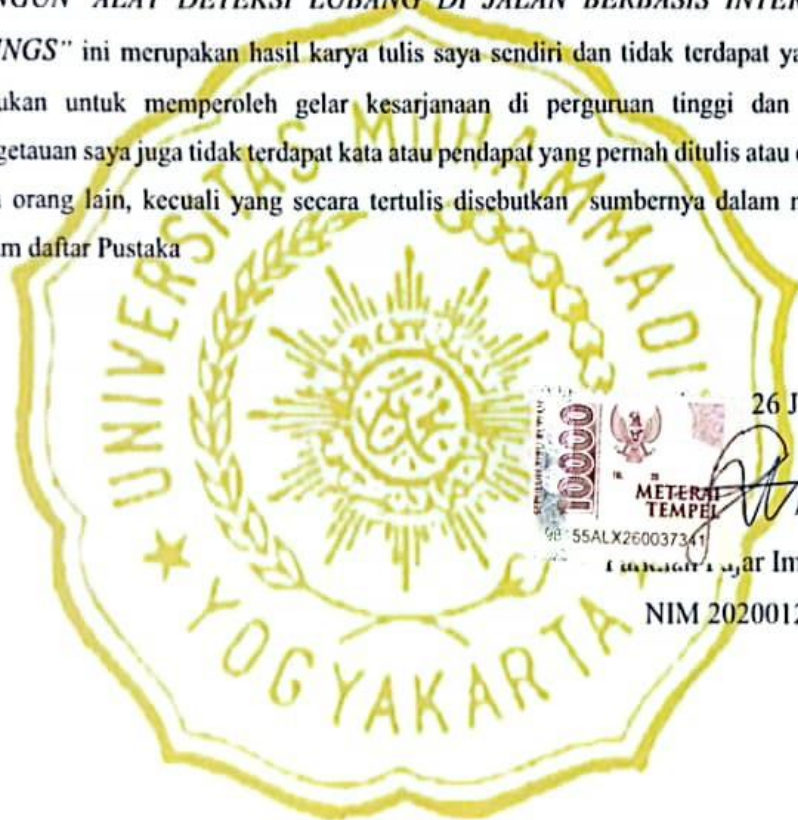 NGUN ALAT DETEKSI LUBANG DI JALAN BERBASIS INTER
NGS" ini merupakan hasil karya tulis saya sendiri dan tidak terdapat ya
ukan untuk memperoleh gelar kesarjanaan di perguruan tinggi dan
getauan saya juga tidak terdapat kata atau pendapat yang pernah ditulis atau
orang lain, kecuali yang secara tertulis disebutkan sumbernya dalam
m daftar Pustaka
UNIVERSITAS MUHAMMADI
★ YOGYAKARTA
26 J
10000
METERAI
TEMPEL
55ALX260037341
jar Im
NIM 2020012